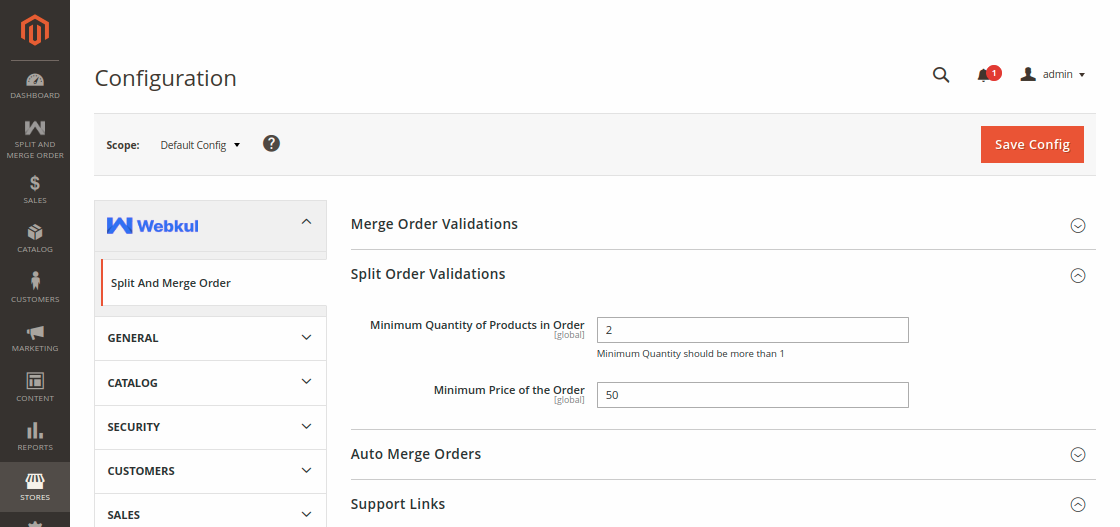 Configuration
1
admin
Scope:
Default Config
?
Save Config
DASHBOARD
SPLIT AND
MERGE ORDER
$
SALES
CATALOG
CUSTOMERS
MARKETING
CONTENT
REPORTS
STORES
Webkul
Split And Merge Order
GENERAL
CATALOG
SECURITY
CUSTOMERS
SALES
Merge Order Validations
Split Order Validations
Minimum Quantity of Products in Order
[global]
2
Minimum Quantity should be more than 1
Minimum Price of the Order
[global]
50
Auto Merge Orders
Support Links